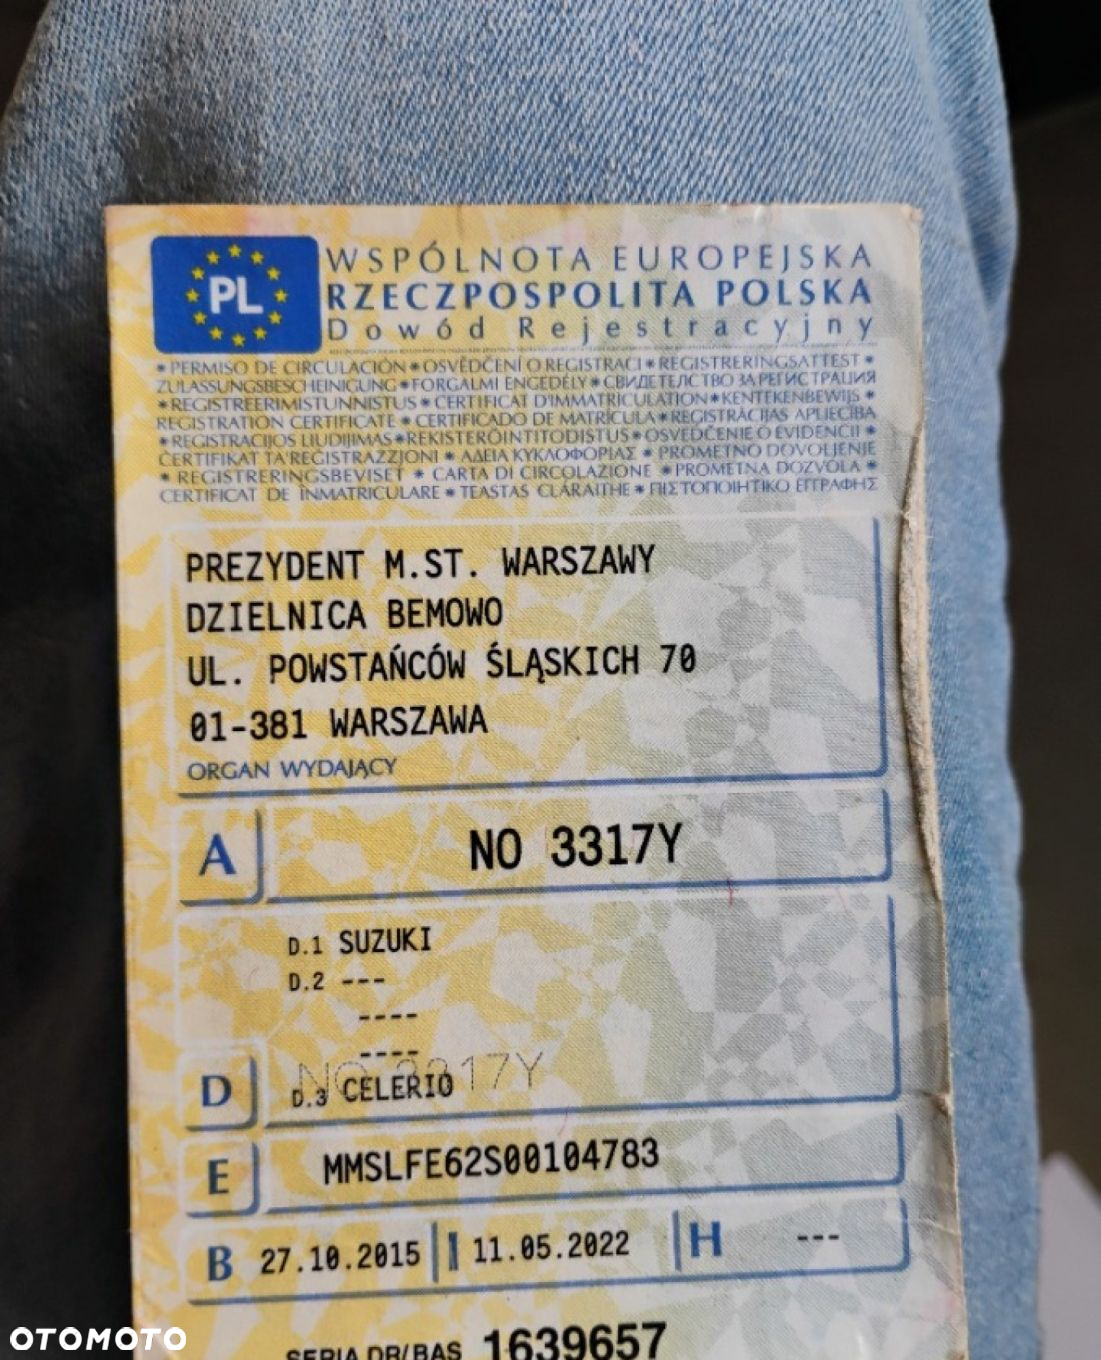 PL
WSPÓLNOTA EUROPEJSKA
RZECZPOSPOLITA POLSKA
Dowód Rejestracyjny
* PERMISO DE CIRCULACIÓN * OSVĚDČENÍ O REGISTRACI * REGISTRERINGSATTEST *
ZULASSUNGSBESCHEINIGUNG * FORGALMI ENGEDÉLY * СВИДЕТЕЛСТВО ЗА РЕГИСТРАЦИЯ
* REGISTREERIMISTUNNISTUS * CERTIFICAT D'IMMATRICULATION * KENTEKENBEWIJS *
REGISTRATION CERTIFICATE * CERTIFICADO DE MATRÍCULA * REGISTRĀCIJAS APLIECĪBA
* REGISTRACIJOS LIUDIJIMAS * REKISTERÖINTITODISTUS * OSVEDČENIE O EVIDENCII *
ĊERTIFIKAT TA'REĠISTRAZZJONI * ΑΔΕΙΑ ΚΥΚΛΟΦΟΡΙΑΣ * PROMETNO DOVOLJENJE
* REGISTRERINGSBEVISET * CARTA DI CIRCOLAZIONE * PROMETNA DOZVOLA *
CERTIFICAT DE ÎNMATRICULARE * TEASTAS CLÁRAITHE * ΠΙΣΤΟΠΟΙΗΤΙΚΟ ΕΓΓΡΑΦΗΣ
PREZYDENT M.ST. WARSZAWY
DZIELNICA BEMOWO
UL. POWSTAŃCÓW ŚLĄSKICH 70
01-381 WARSZAWA
ORGAN WYDAJĄCY
A NO 3317Y
D.1 SUZUKI
D.2 ---
----
----
NO 3317Y
D D.3 CELERIO
E MMSLFE62S00104783
B 27.10.2015 I 11.05.2022 H ---
SERIA DR/BAS 1639657
OTOMOTO